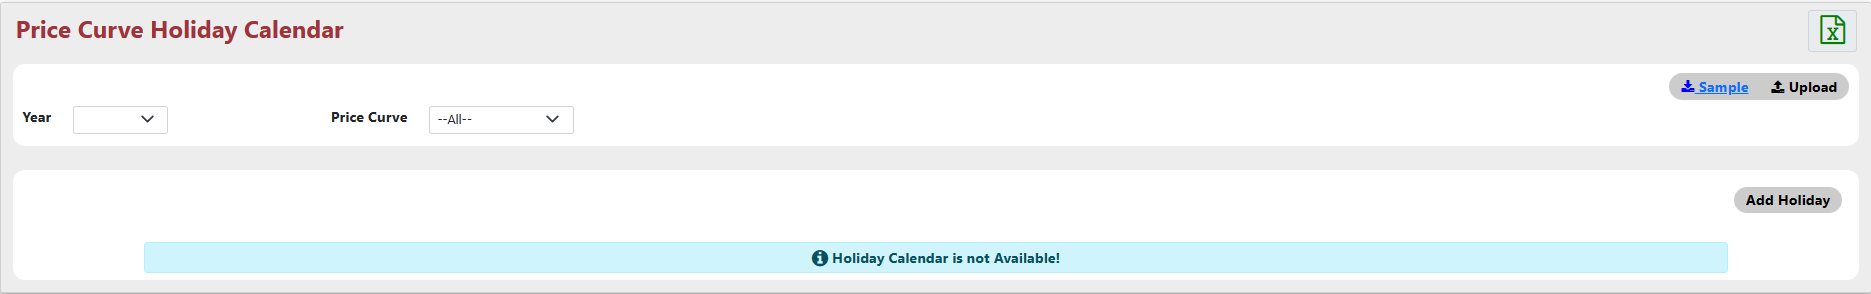 Price Curve Holiday Calendar
Sample Upload
Year Price Curve --All--
Add Holiday
Holiday Calendar is not Available!